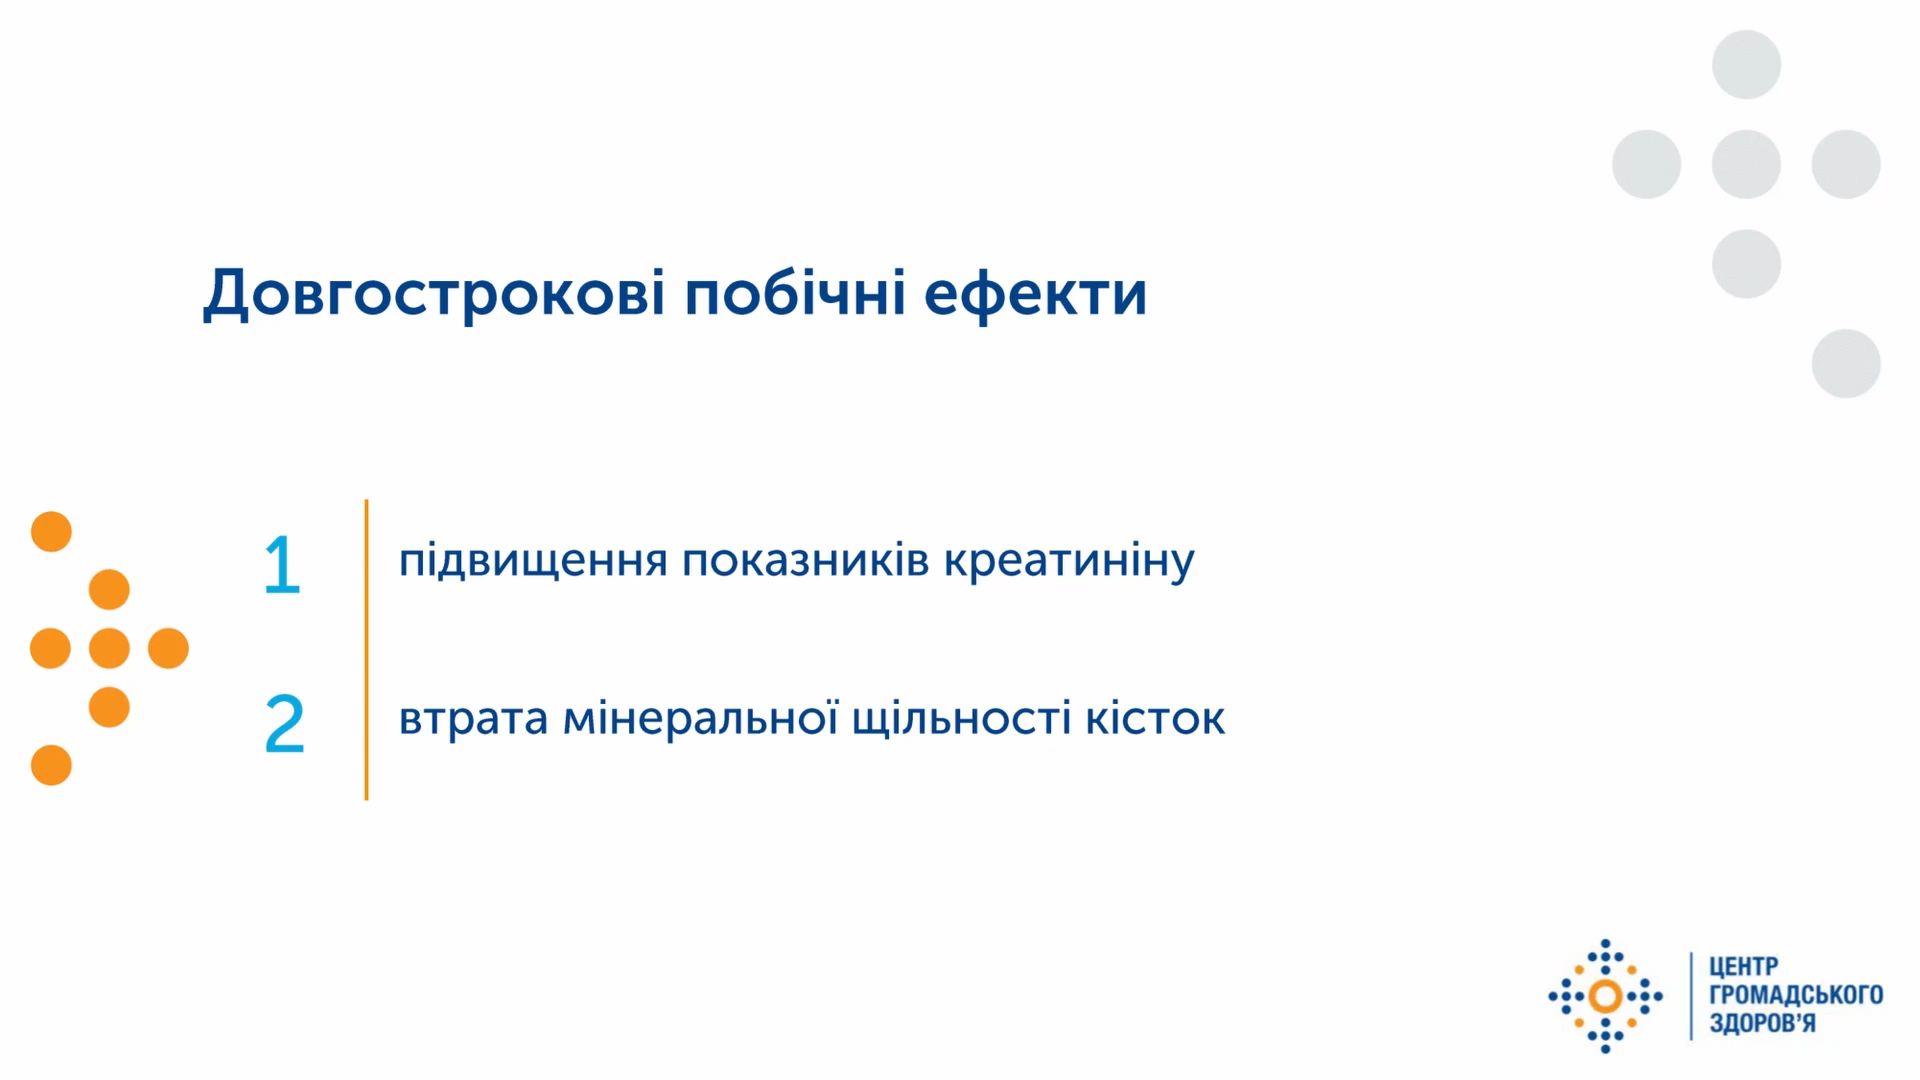 Довгострокові побічні ефекти
1 підвищення показників креатиніну
2 втрата мінеральної щільності кісток
ЦЕНТР
ГРОМАДСЬКОГО
ЗДОРОВ'Я